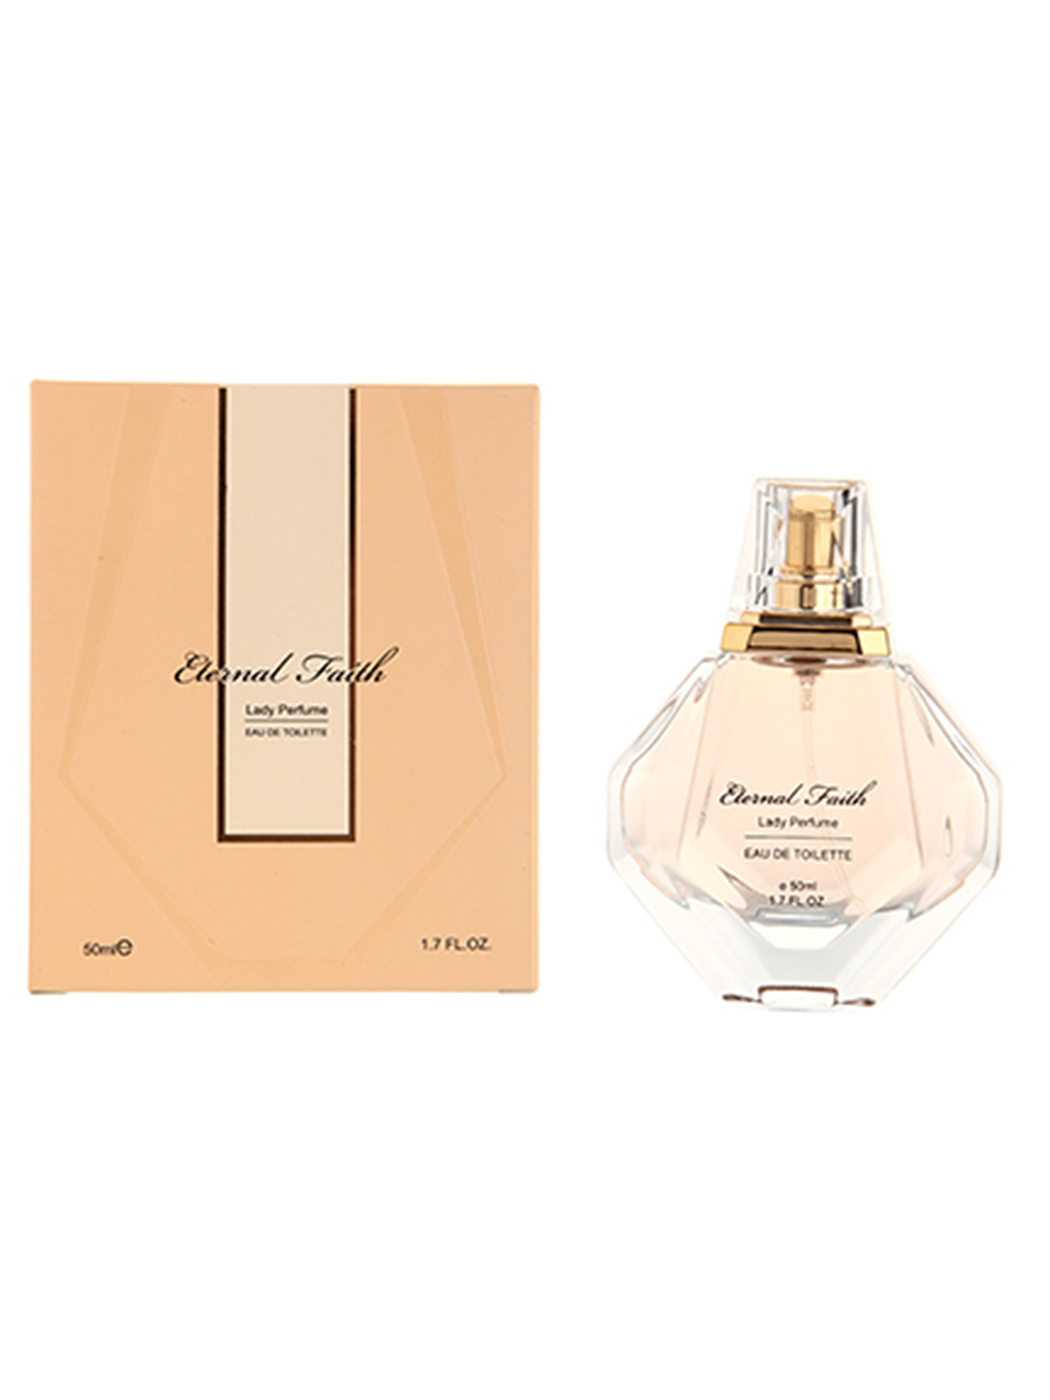 Eternal Faith
Lady Perfume
EAU DE TOILETTE
50ml e
1.7 FL.OZ.
Eternal Faith
Lady Perfume
EAU DE TOILETTE
e 50ml
1.7 FL OZ